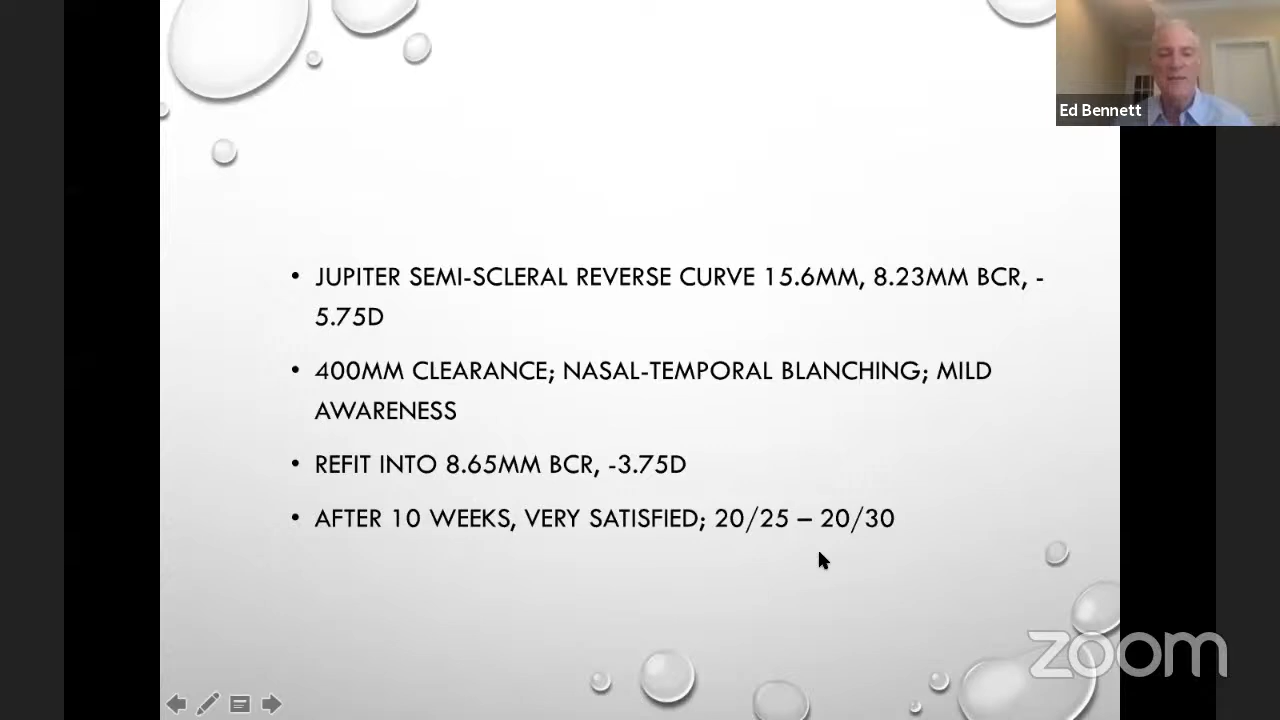 Ed Bennett
• JUPITER SEMI-SCLERAL REVERSE CURVE 15.6MM, 8.23MM BCR, -
5.75D
• 400MM CLEARANCE; NASAL-TEMPORAL BLANCHING; MILD
AWARENESS
• REFIT INTO 8.65MM BCR, -3.75D
• AFTER 10 WEEKS, VERY SATISFIED; 20/25 – 20/30
zoom